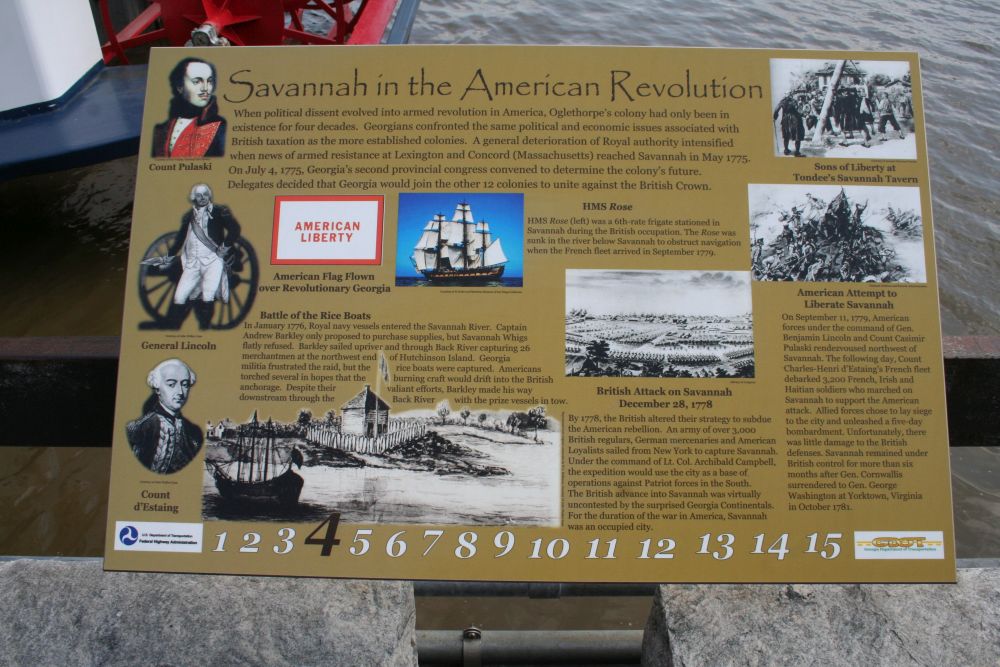 Savannah in the American Revolution
When political dissent evolved into armed revolution in America, Oglethorpe's colony had only been in
existence for four decades. Georgians confronted the same political and economic issues associated with
British taxation as the more established colonies. A general deterioration of Royal authority intensified
when news of armed resistance at Lexington and Concord (Massachusetts) reached Savannah in May 1775.
On July 4, 1775, Georgia's second provincial congress convened to determine the colony's future.
Delegates decided that Georgia would join the other 12 colonies to unite against the British Crown.
Count Pulaski
General Lincoln
Count
d'Estaing
AMERICAN
LIBERTY
American Flag Flown
over Revolutionary Georgia
HMS Rose
HMS Rose (left) was a 6th-rate frigate stationed in
Savannah during the British occupation. The Rose was
sunk in the river below Savannah to obstruct navigation
when the French fleet arrived in September 1779.
Sons of Liberty at
Tondee's Savannah Tavern
Battle of the Rice Boats
In January 1776, Royal navy vessels entered the Savannah River. Captain
Andrew Barkley only proposed to purchase supplies, but Savannah Whigs
flatly refused. Barkley sailed upriver and through Back River capturing 26
merchantmen at the northwest end of Hutchinson Island. Georgia
militia frustrated the raid, but the rice boats were captured. Americans
torched several in hopes that the burning craft would drift into the British
anchorage. Despite their valiant efforts, Barkley made his way
downstream through the Back River with the prize vessels in tow.
British Attack on Savannah
December 28, 1778
By 1778, the British altered their strategy to subdue
the American rebellion. An army of over 3,000
British regulars, German mercenaries and American
Loyalists sailed from New York to capture Savannah.
Under the command of Lt. Col. Archibald Campbell,
the expedition would use the city as a base of
operations against Patriot forces in the South.
The British advance into Savannah was virtually
uncontested by the surprised Georgia Continentals.
For the duration of the war in America, Savannah
was an occupied city.
American Attempt to
Liberate Savannah
On September 11, 1779, American
forces under the command of Gen.
Benjamin Lincoln and Count Casimir
Pulaski rendezvoused northwest of
Savannah. The following day, Count
Charles-Henri d'Estaing's French fleet
debarked 3,200 French, Irish and
Haitian soldiers who marched on
Savannah to support the American
attack. Allied forces chose to lay siege
to the city and unleashed a five-day
bombardment. Unfortunately, there
was little damage to the British
defenses. Savannah remained under
British control for more than six
months after Gen. Cornwallis
surrendered to Gen. George
Washington at Yorktown, Virginia
in October 1781.
U.S. Department of Transportation
Federal Highway Administration
1 2 3 4 5 6 7 8 9 10 11 12 13 14 15
Georgia Department of Transportation